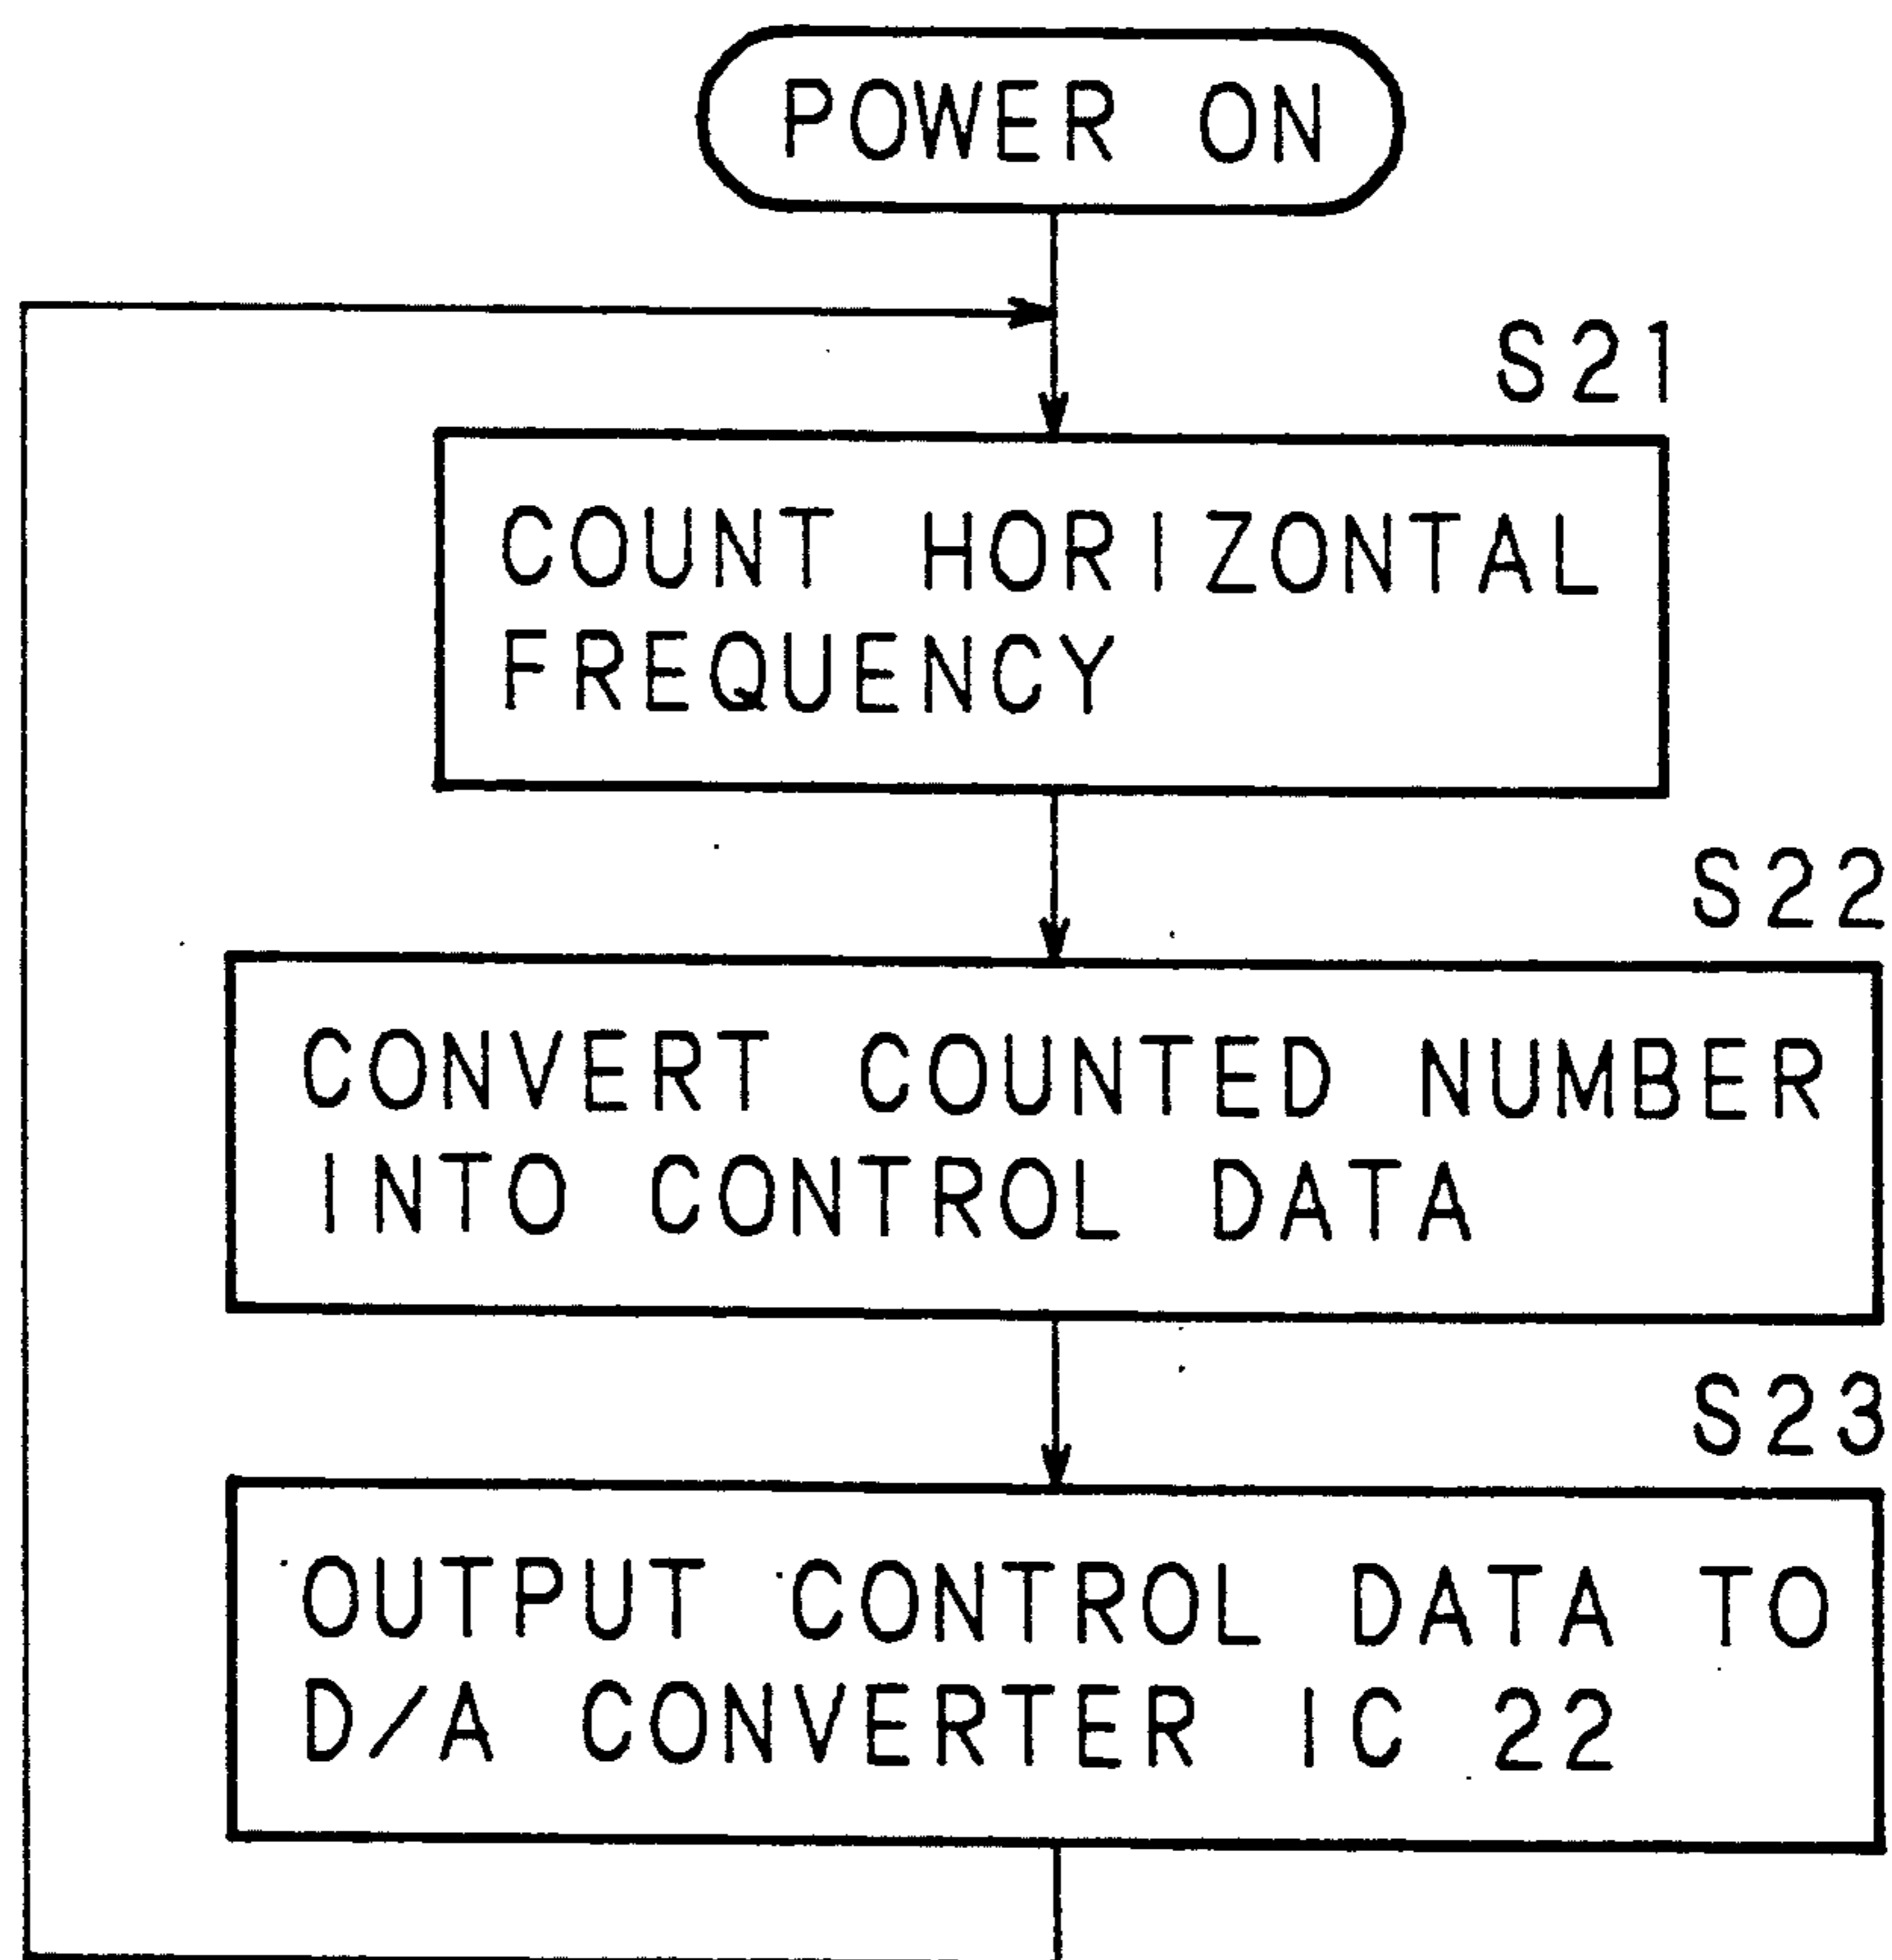 POWER ON
S21
COUNT HORIZONTAL
FREQUENCY
S22
CONVERT COUNTED NUMBER
INTO CONTROL DATA
S23
OUTPUT CONTROL DATA TO
D/A CONVERTER IC 22